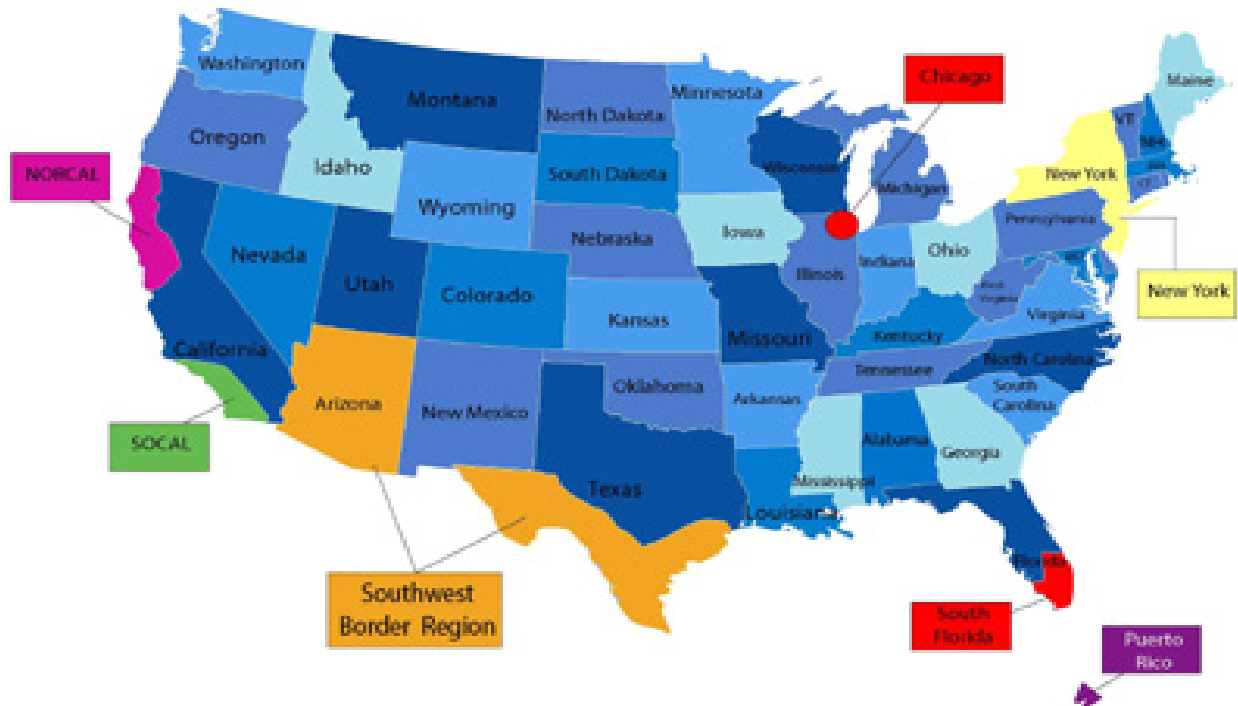 Washington
Montana
North Dakota
Minnesota
Chicago
Maine
Oregon
Idaho
South Dakota
Wisconsin
Michigan
VT
NH
New York
NORCAL
Wyoming
Nebraska
Iowa
Pennsylvania
Nevada
Utah
Colorado
Illinois
Indiana
Ohio
New York
West
Virginia
Kansas
Missouri
Kentucky
Virginia
California
Arizona
New Mexico
Oklahoma
Arkansas
Tennessee
North Carolina
South
Carolina
SOCAL
Texas
Louisiana
Mississippi
Alabama
Georgia
Southwest
Border Region
Florida
South
Florida
Puerto
Rico